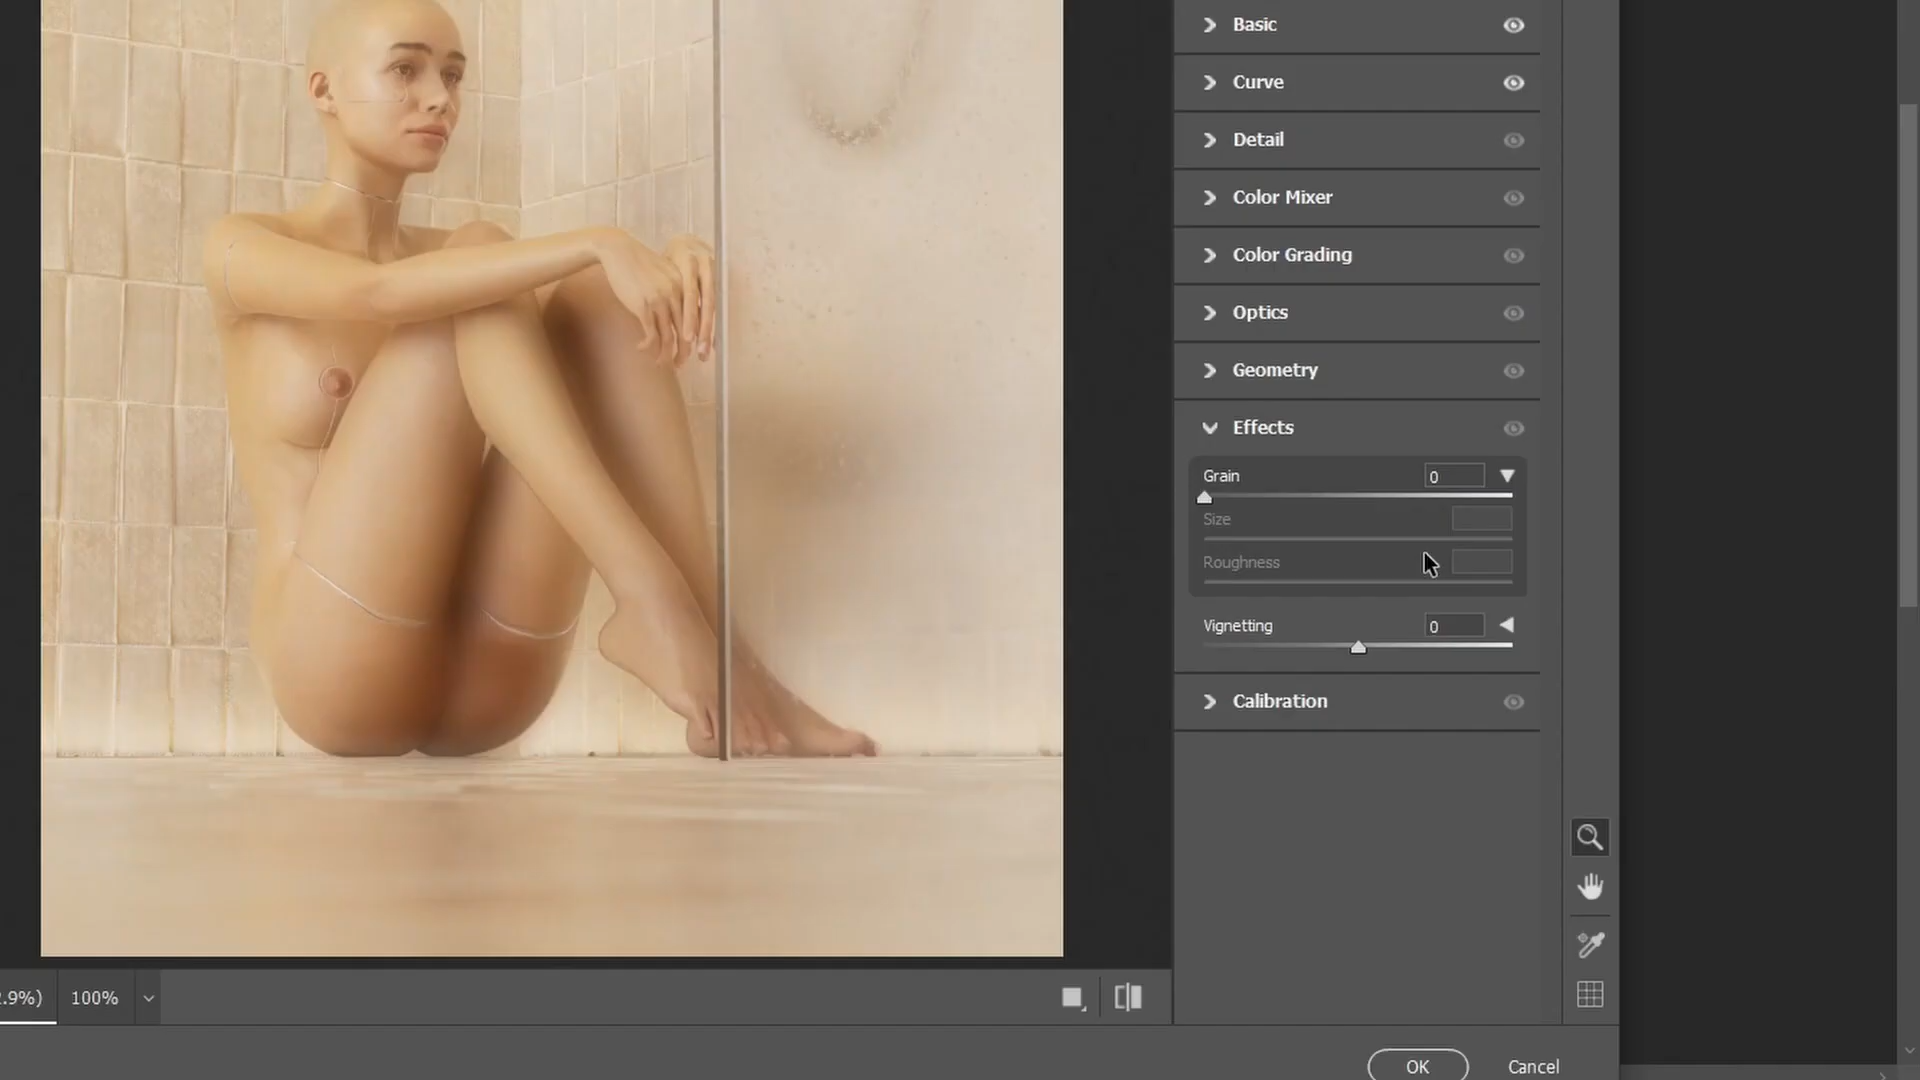 Basic
Curve
Detail
Color Mixer
Color Grading
Optics
Geometry
Effects
Grain 0
Size
Roughness
Vignetting 0
Calibration
.9%) 100%
OK Cancel